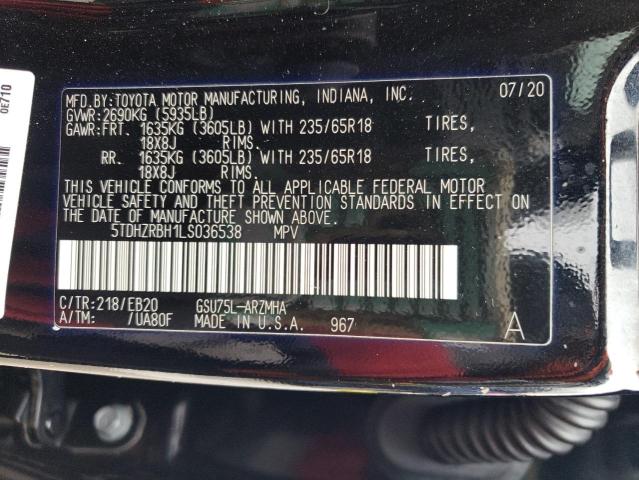 MFD.BY:TOYOTA MOTOR MANUFACTURING, INDIANA, INC. 07/20
GVWR:2690KG (5935LB)
GAWR:FRT. 1635KG (3605LB) WITH 235/65R18 TIRES,
18X8J RIMS.
RR. 1635KG (3605LB) WITH 235/65R18 TIRES,
18X8J RIMS.
THIS VEHICLE CONFORMS TO ALL APPLICABLE FEDERAL MOTOR
VEHICLE SAFETY AND THEFT PREVENTION STANDARDS IN EFFECT ON
THE DATE OF MANUFACTURE SHOWN ABOVE.
5TDHZRBH1LS036538 MPV
C/TR:218/EB20 GSU75L-ARZMHA
A/TM: /UA80F MADE IN U.S.A. 967 A
0E710